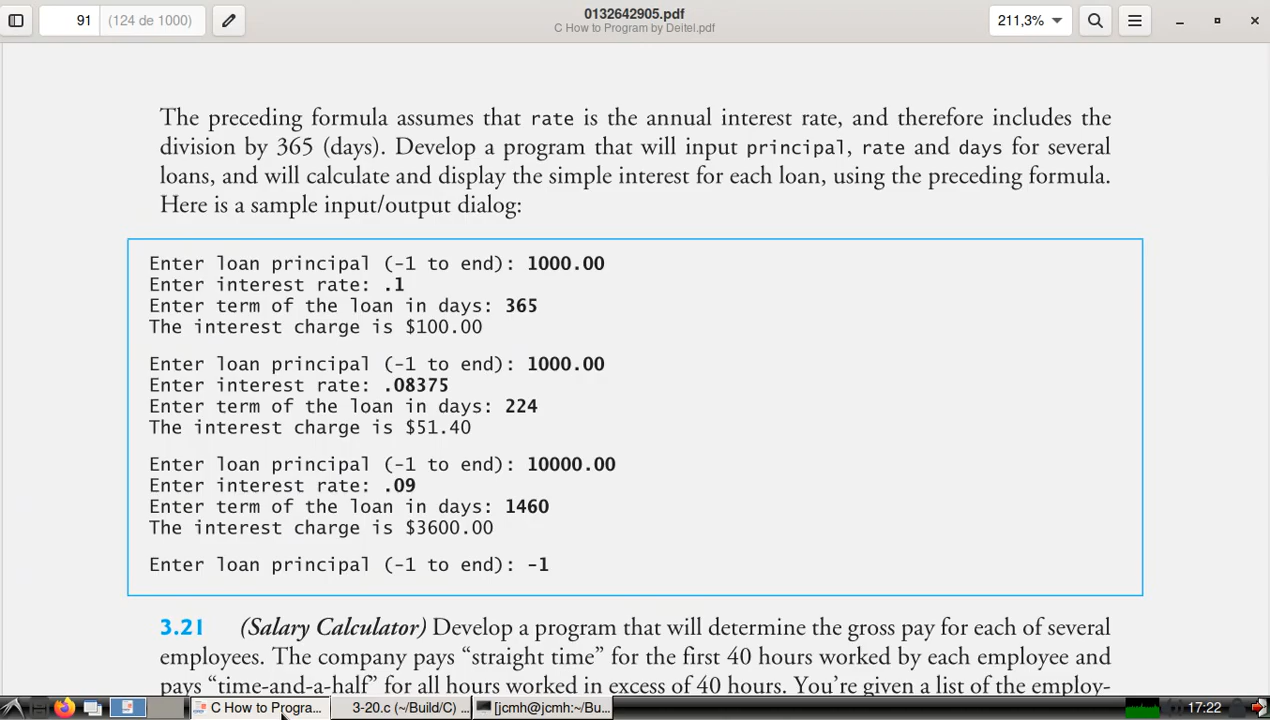 0132642905.pdf
91 (124 de 1000)
C How to Program by Deitel.pdf
211,3%
The preceding formula assumes that rate is the annual interest rate, and therefore includes the
division by 365 (days). Develop a program that will input principal, rate and days for several
loans, and will calculate and display the simple interest for each loan, using the preceding formula.
Here is a sample input/output dialog:
Enter loan principal (-1 to end): 1000.00
Enter interest rate: .1
Enter term of the loan in days: 365
The interest charge is $100.00
Enter loan principal (-1 to end): 1000.00
Enter interest rate: .08375
Enter term of the loan in days: 224
The interest charge is $51.40
Enter loan principal (-1 to end): 10000.00
Enter interest rate: .09
Enter term of the loan in days: 1460
The interest charge is $3600.00
Enter loan principal (-1 to end): -1
3.21 (Salary Calculator) Develop a program that will determine the gross pay for each of several
employees. The company pays “straight time” for the first 40 hours worked by each employee and
pays “time-and-a-half” for all hours worked in excess of 40 hours. You’re given a list of the employ-
C How to Progra... 3-20.c (~/Build/C) ... [jcmh@jcmh:~/Bu... 17:22